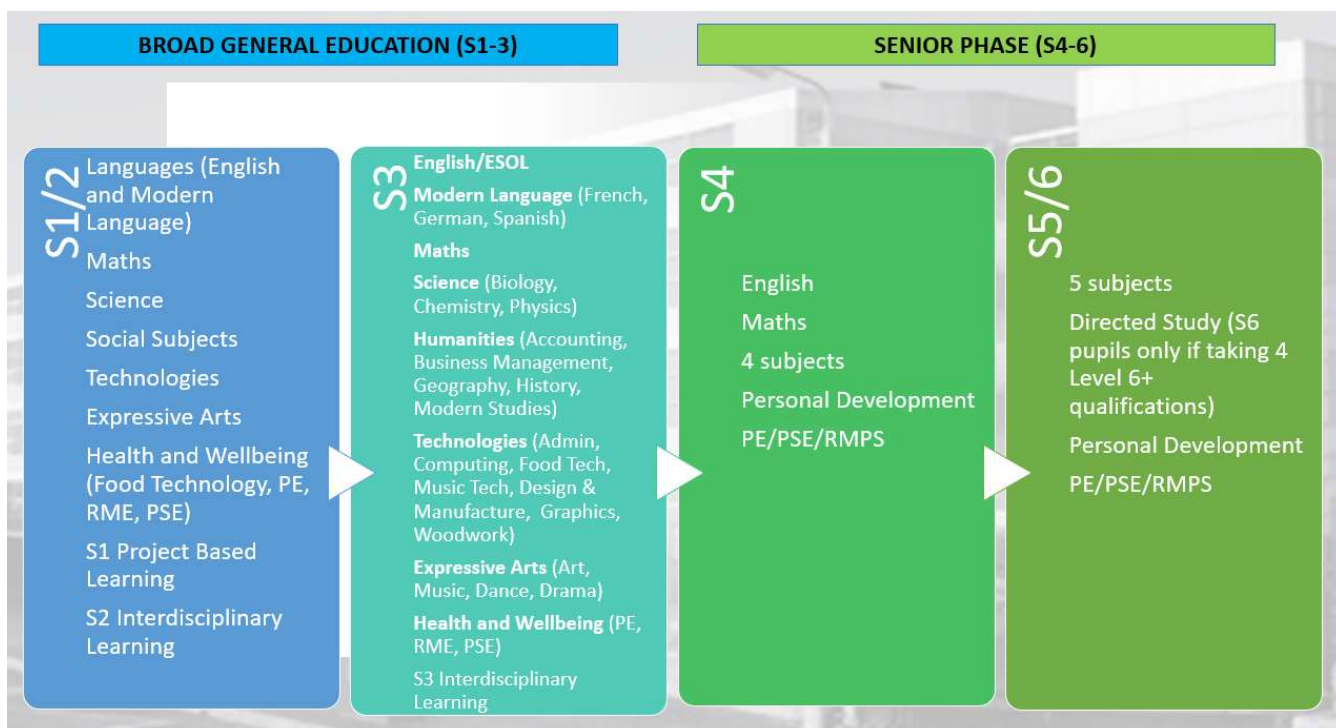 BROAD GENERAL EDUCATION (S1-3)
SENIOR PHASE (S4-6)
S1/2
Languages (English
and Modern
Language)
Maths
Science
Social Subjects
Technologies
Expressive Arts
Health and Wellbeing
(Food Technology, PE,
RME, PSE)
S1 Project Based
Learning
S2 Interdisciplinary
Learning
S3
English/ESOL
Modern Language (French,
German, Spanish)
Maths
Science (Biology,
Chemistry, Physics)
Humanities (Accounting,
Business Management,
Geography, History,
Modern Studies)
Technologies (Admin,
Computing, Food Tech,
Music Tech, Design &
Manufacture, Graphics,
Woodwork)
Expressive Arts (Art,
Music, Dance, Drama)
Health and Wellbeing (PE,
RME, PSE)
S3 Interdisciplinary
Learning
S4
English
Maths
4 subjects
Personal Development
PE/PSE/RMPS
S5/6
5 subjects
Directed Study (S6
pupils only if taking 4
Level 6+
qualifications)
Personal Development
PE/PSE/RMPS